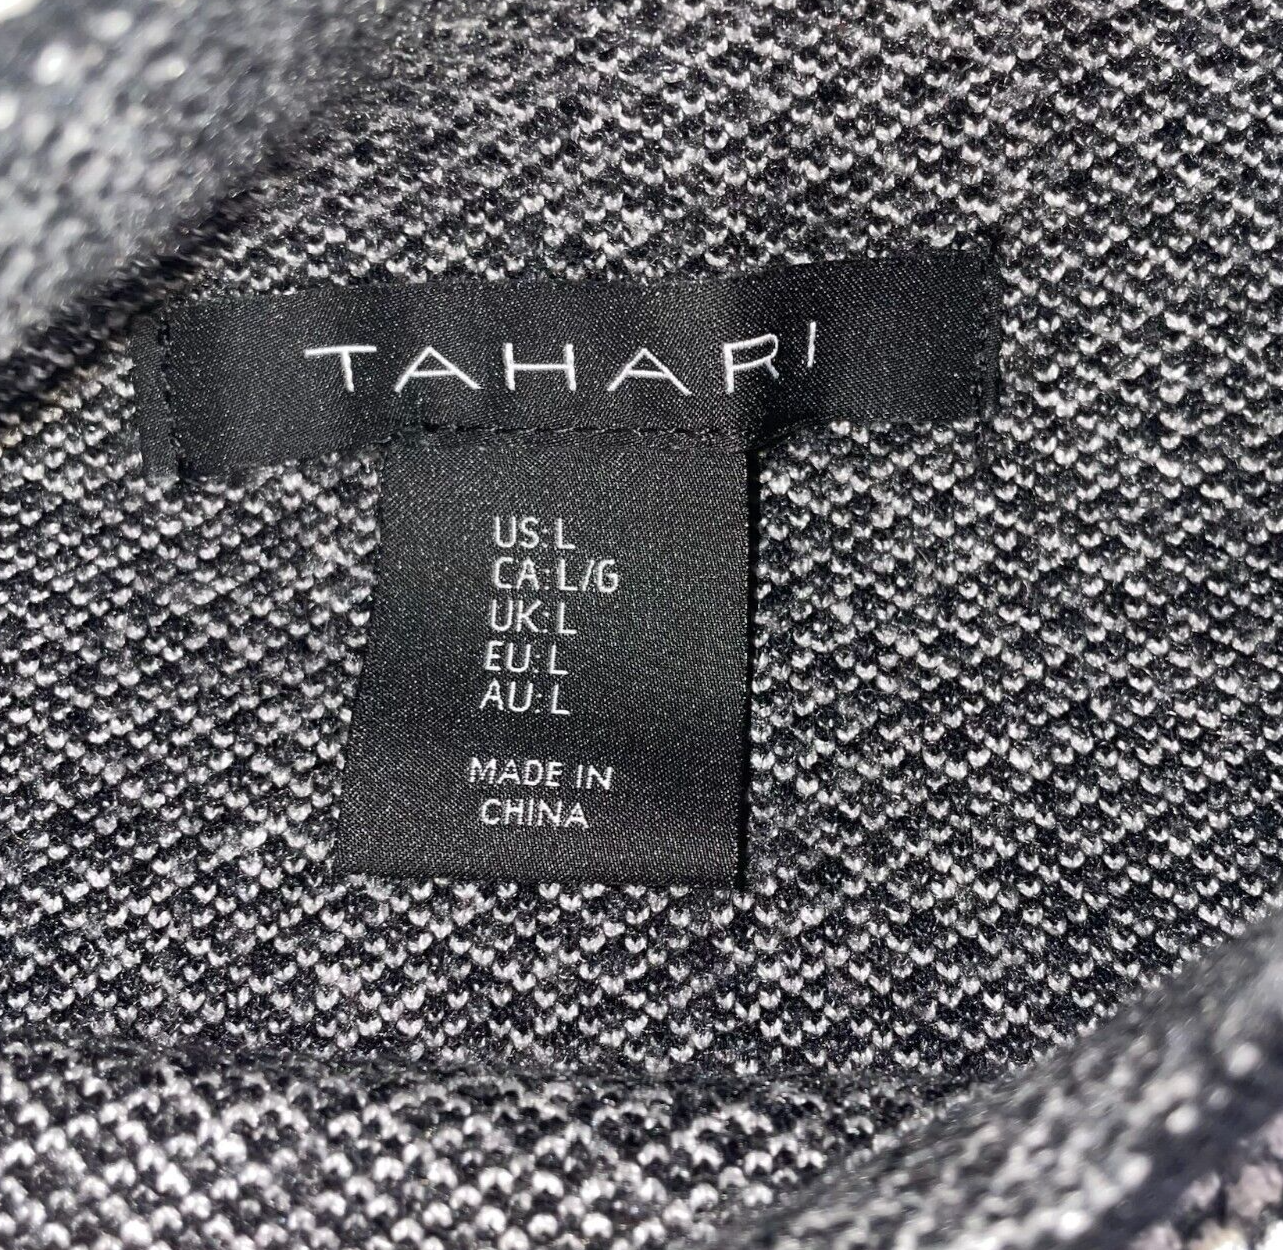 TAHARI
US: L
CA: L/G
UK: L
EU: L
AU: L
MADE IN
CHINA